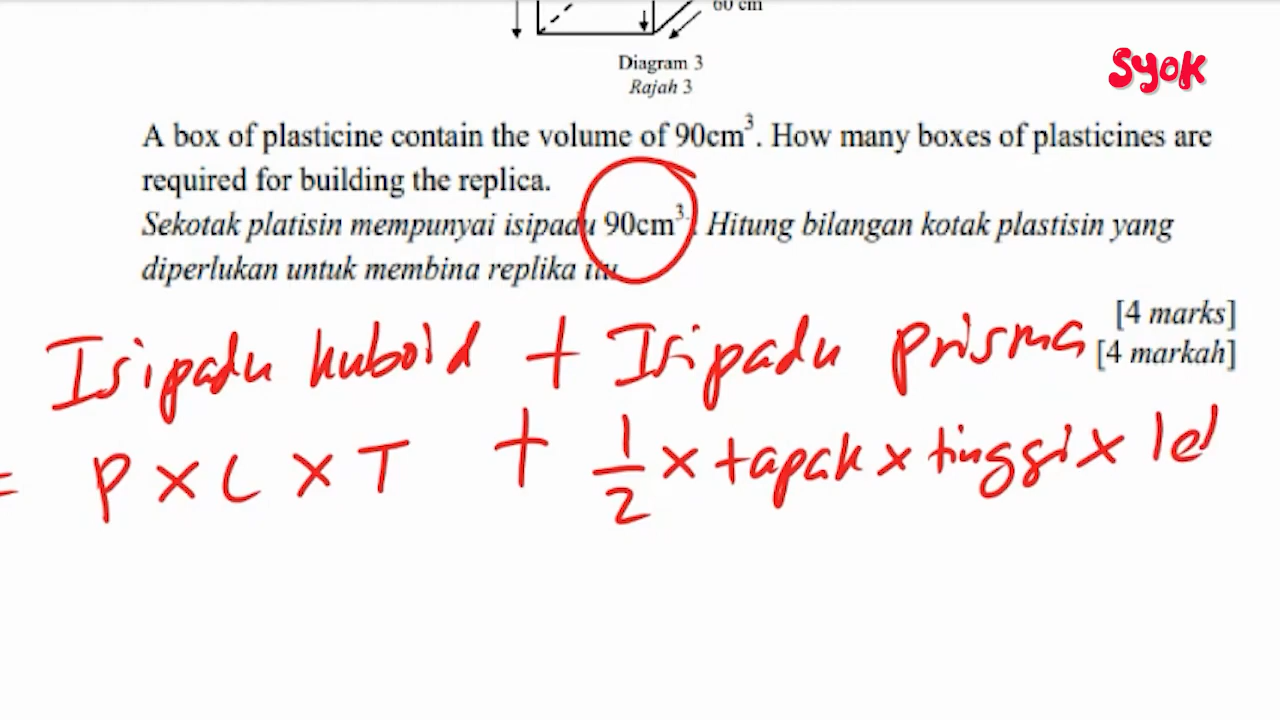 60 cm
Syok
Diagram 3
Rajah 3
A box of plasticine contain the volume of 90cm³. How many boxes of plasticines are
required for building the replica.
Sekotak platisin mempunyai isipadu 90cm³. Hitung bilangan kotak plastisin yang
diperlukan untuk membina replika itu.
[4 marks]
[4 markah]
Isipadu kuboid + Isipadu prisma
= P × L × T + 1/2 × tapak × tinggi × le